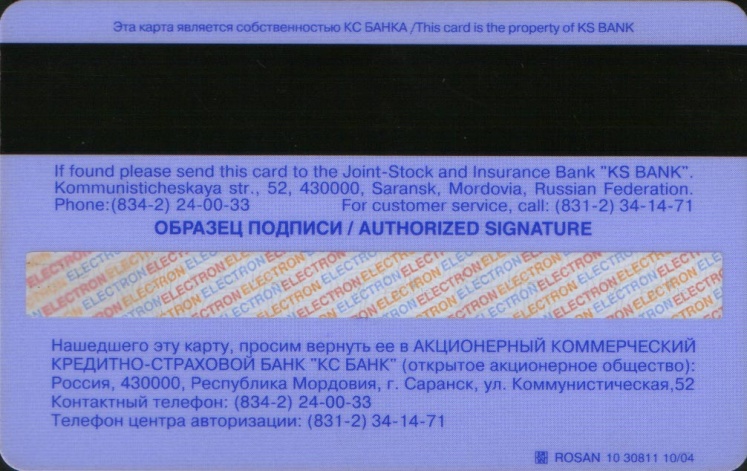 Эта карта является собственностью КС БАНКА /This card is the property of KS BANK
If found please send this card to the Joint-Stock and Insurance Bank "KS BANK".
Kommunisticheskaya str., 52, 430000, Saransk, Mordovia, Russian Federation.
Phone:(834-2) 24-00-33 For customer service, call: (831-2) 34-14-71
ОБРАЗЕЦ ПОДПИСИ / AUTHORIZED SIGNATURE
ELECTRON ELECTRON ELECTRON ELECTRON ELECTRON ELECTRON
Нашедшего эту карту, просим вернуть ее в АКЦИОНЕРНЫЙ КОММЕРЧЕСКИЙ
КРЕДИТНО-СТРАХОВОЙ БАНК "КС БАНК" (открытое акционерное общество):
Россия, 430000, Республика Мордовия, г. Саранск, ул. Коммунистическая,52
Контактный телефон: (834-2) 24-00-33
Телефон центра авторизации: (831-2) 34-14-71
ROSAN 10 30811 10/04